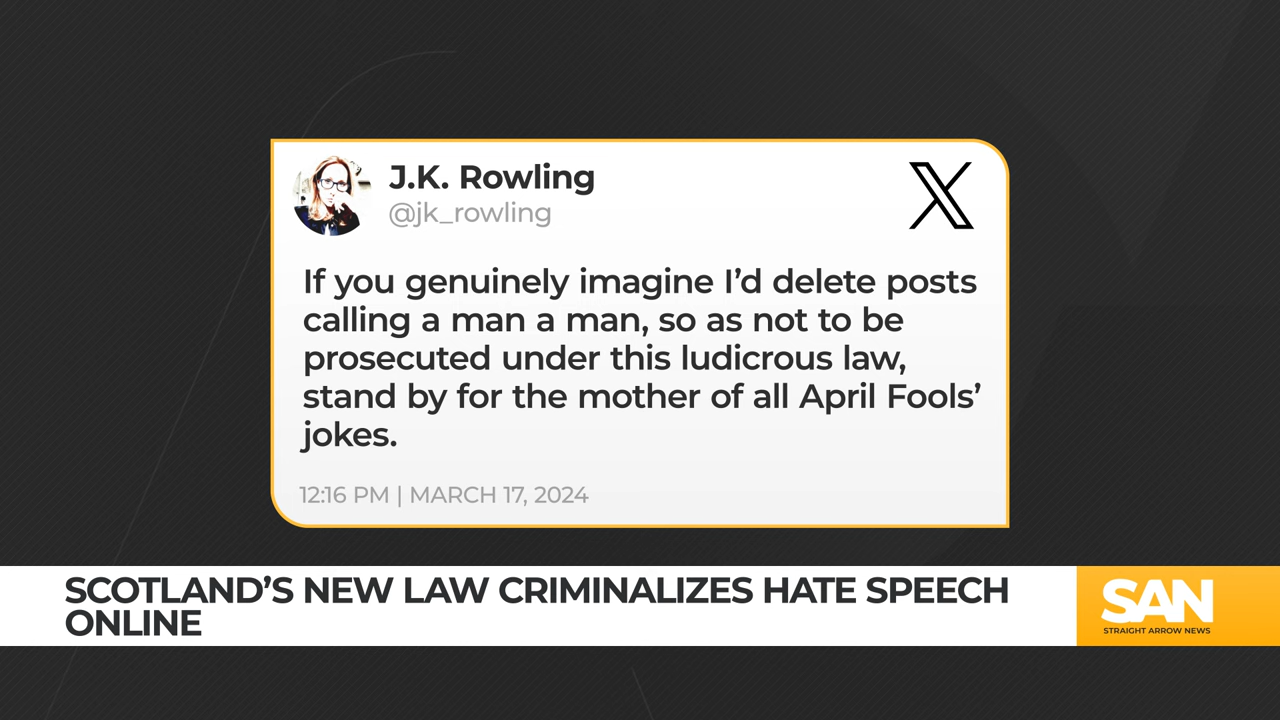 J.K. Rowling
@jk_rowling
If you genuinely imagine I’d delete posts
calling a man a man, so as not to be
prosecuted under this ludicrous law,
stand by for the mother of all April Fools’
jokes.
12:16 PM | MARCH 17, 2024
SCOTLAND’S NEW LAW CRIMINALIZES HATE SPEECH
ONLINE
SAN
STRAIGHT ARROW NEWS